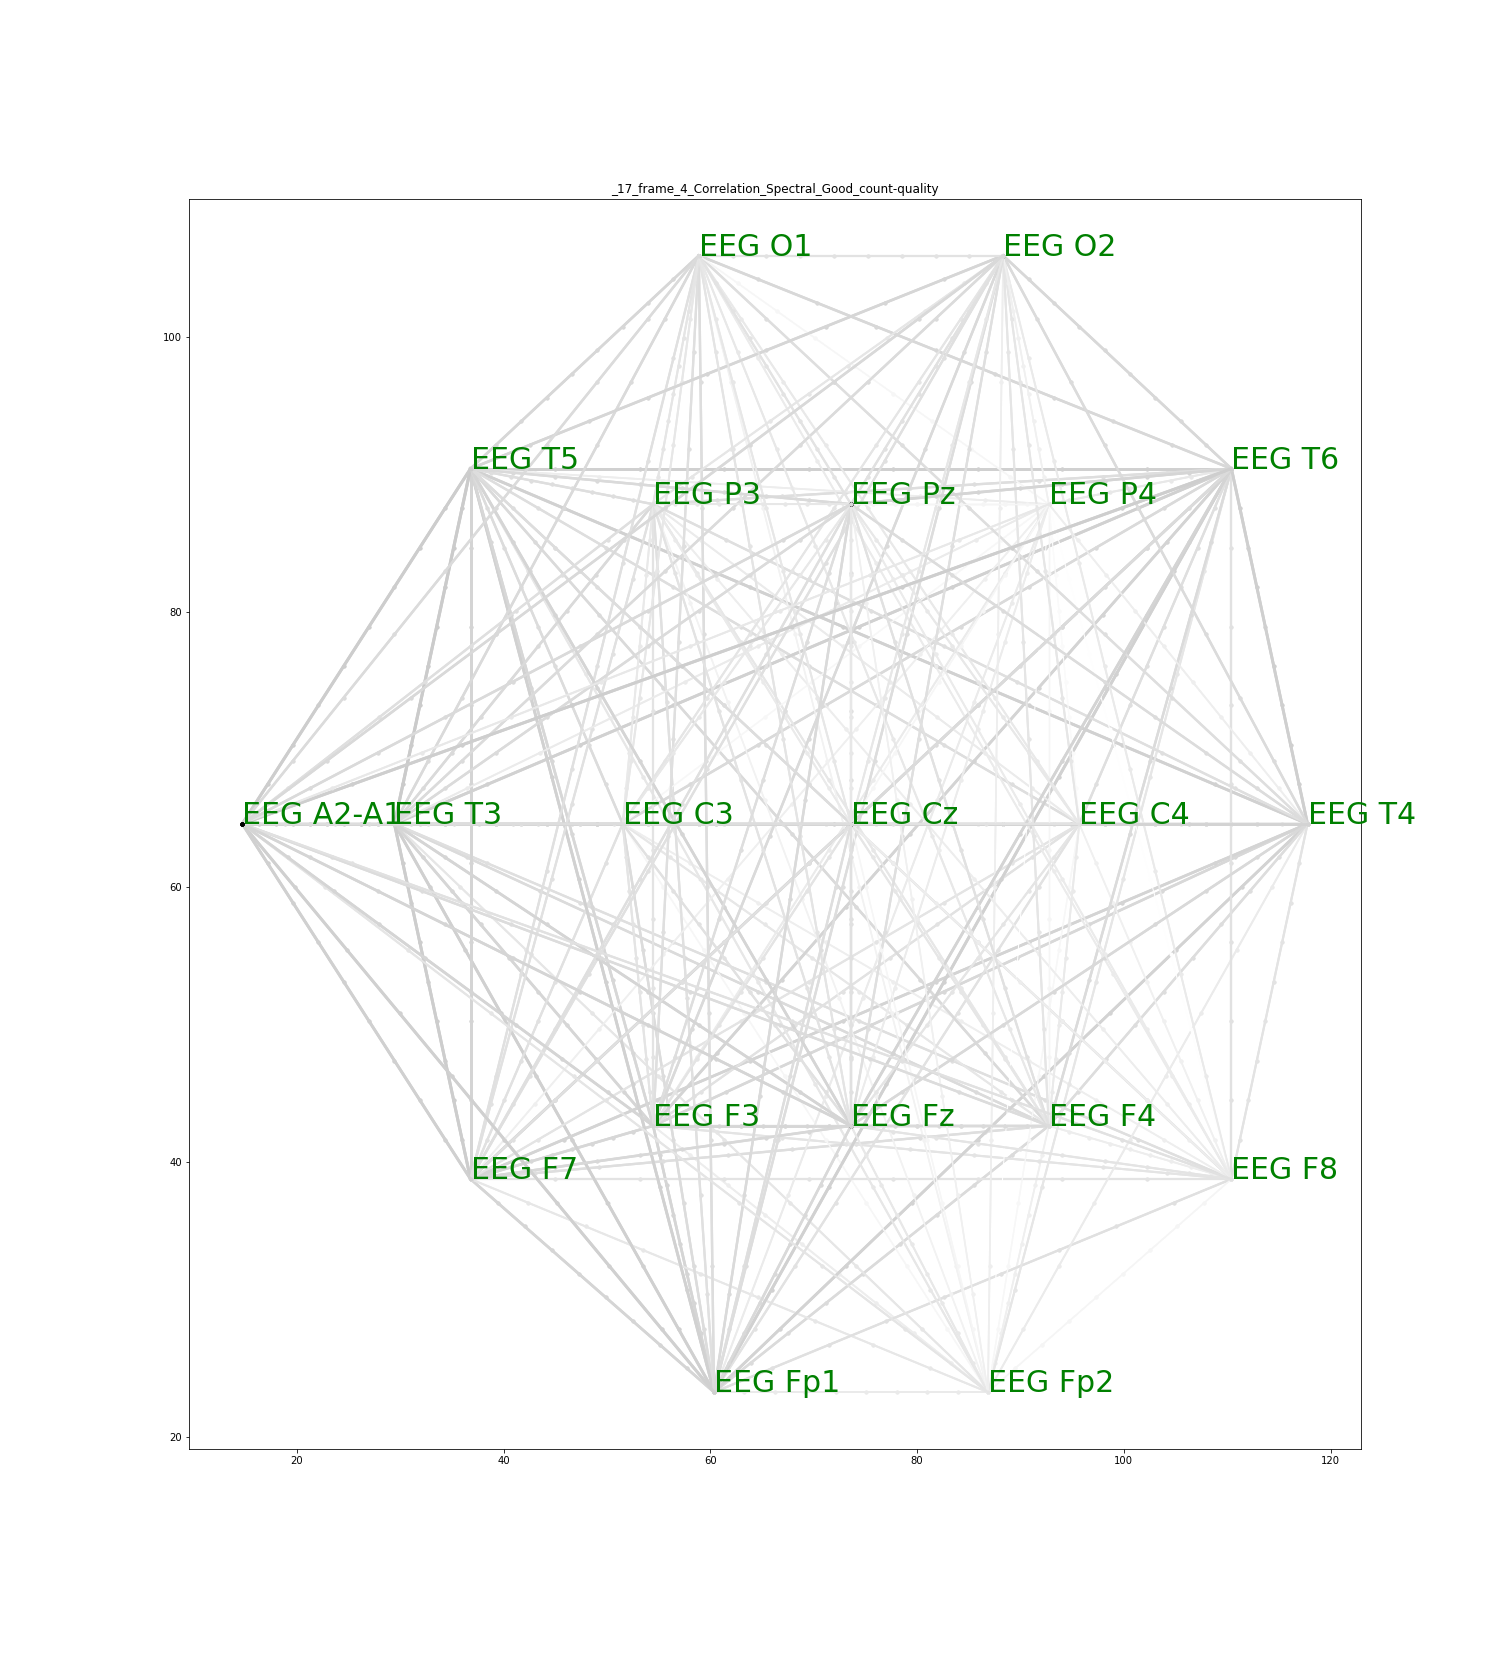 _17_frame_4_Correlation_Spectral_Good_count-quality
EEG O1 EEG O2
100
EEG T5 EEG T6
EEG P3 EEG Pz EEG P4
80
EEG A2-A1 EEG T3 EEG C3 EEG Cz EEG C4 EEG T4
60
EEG F3 EEG Fz EEG F4
40
EEG F7 EEG F8
EEG Fp1 EEG Fp2
20
20 40 60 80 100 120